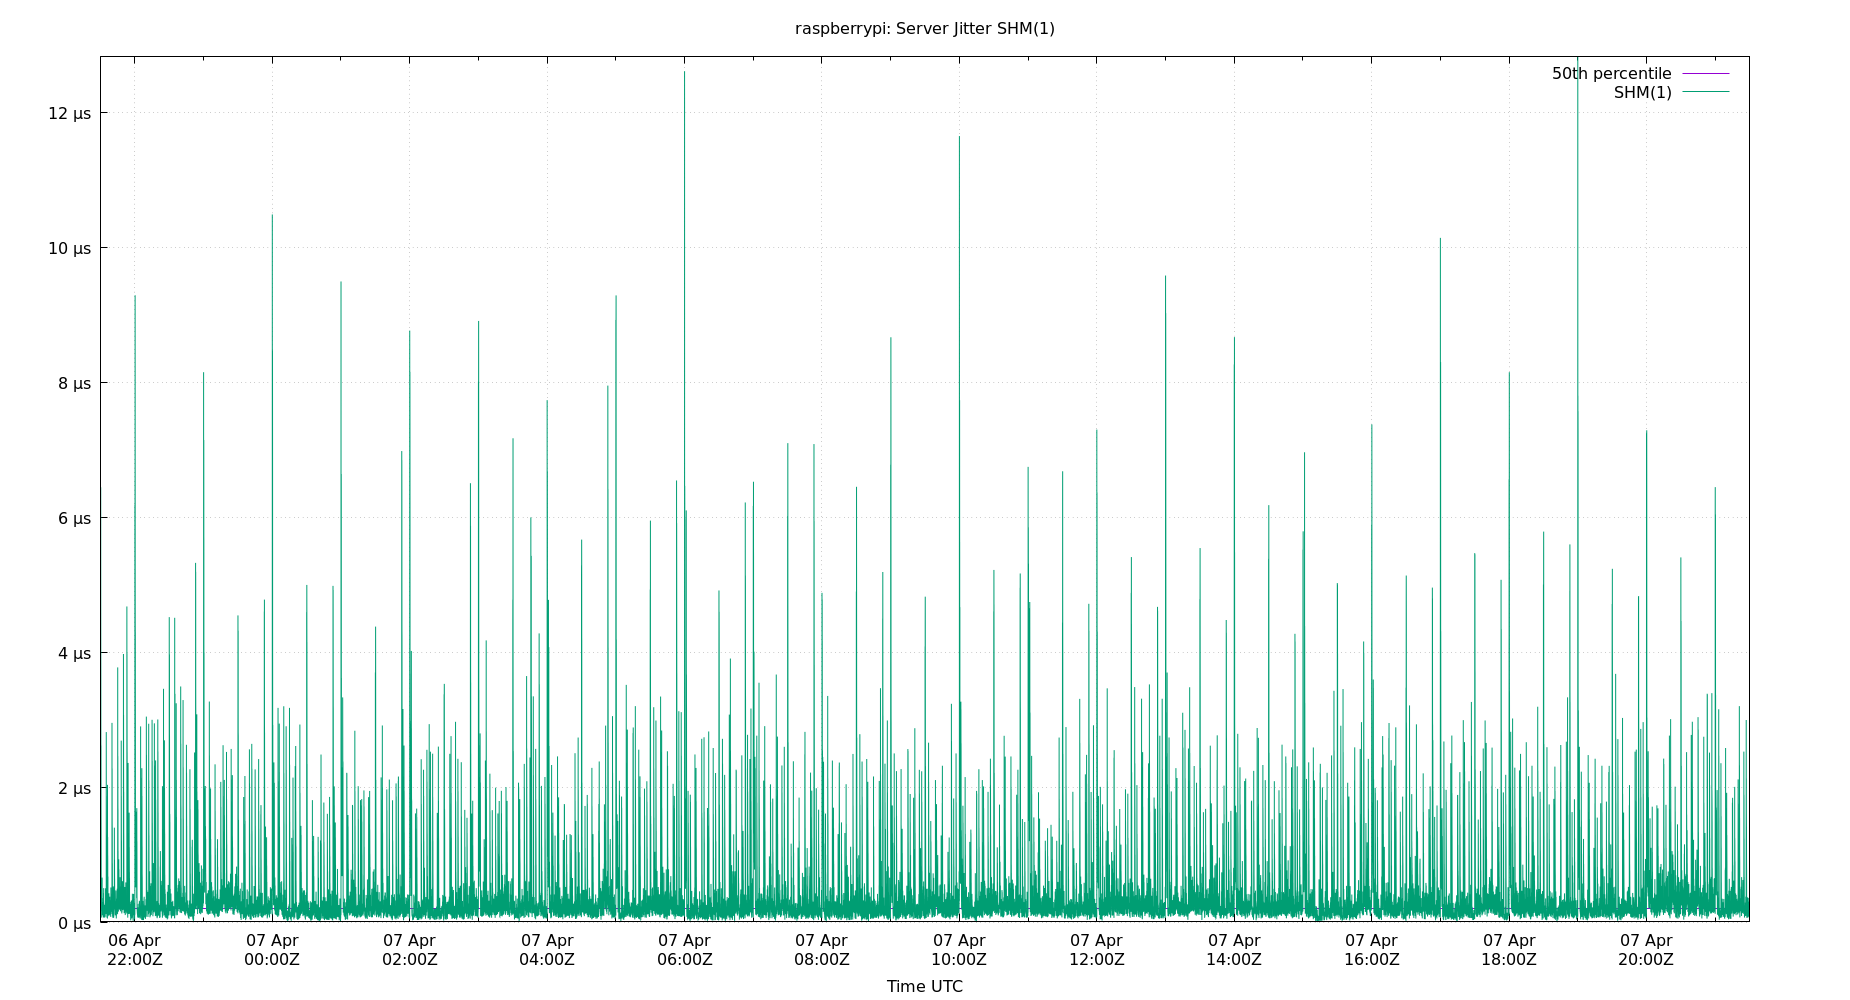 raspberrypi: Server Jitter SHM(1)
50th percentile
SHM(1)
12 µs
10 µs
8 µs
6 µs
4 µs
2 µs
0 µs
06 Apr 07 Apr 07 Apr 07 Apr 07 Apr 07 Apr 07 Apr 07 Apr 07 Apr 07 Apr 07 Apr 07 Apr
22:00Z 00:00Z 02:00Z 04:00Z 06:00Z 08:00Z 10:00Z 12:00Z 14:00Z 16:00Z 18:00Z 20:00Z
Time UTC